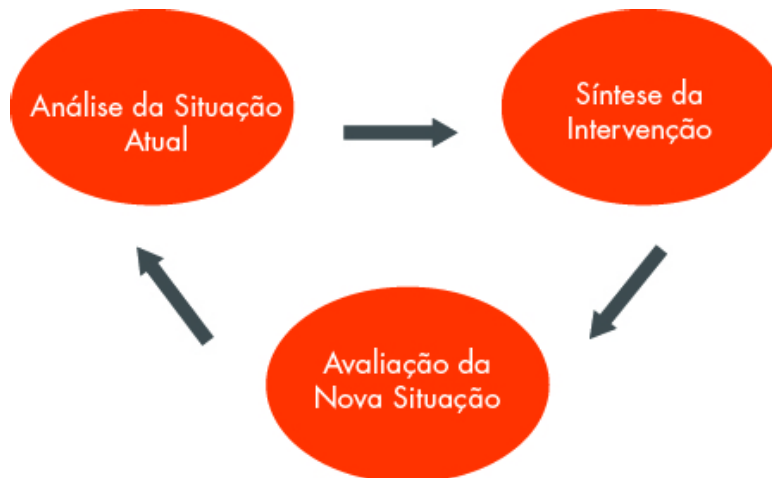 Análise da Situação
Atual
Síntese da
Intervenção
Avaliação da
Nova Situação